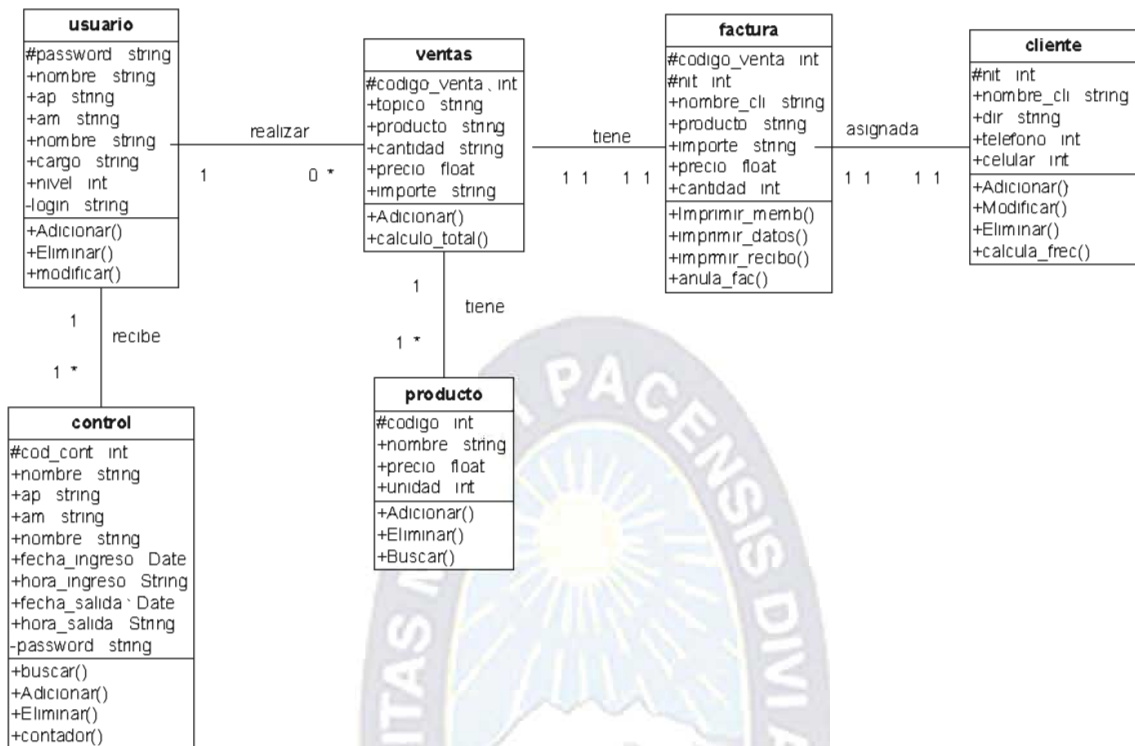 usuario
#password string
+nombre string
+ap string
+am string
+nombre string
+cargo string
+nivel int
-login string
+Adicionar()
+Eliminar()
+modificar()
realizar
1
0 *
ventas
#codigo_venta int
+topico string
+producto string
+cantidad string
+precio float
+importe string
+Adicionar()
+calculo_total()
tiene
1 1
1 1
factura
#codigo_venta int
#nit int
+nombre_cli string
+producto string
+importe string
+precio float
+cantidad int
+Imprimir_memb()
+imprimir_datos()
+imprmir_recibo()
+anula_fac()
asignada
1 1
1 1
cliente
#nit int
+nombre_cli string
+dir string
+telefono int
+celular int
+Adicionar()
+Modificar()
+Eliminar()
+calcula_frec()
1
recibe
1 *
1
tiene
1 *
control
#cod_cont int
+nombre string
+ap string
+am string
+nombre string
+fecha_ingreso Date
+hora_ingreso String
+fecha_salida Date
+hora_salida String
-password string
+buscar()
+Adicionar()
+Eliminar()
+contador()
producto
#codigo int
+nombre string
+precio float
+unidad int
+Adicionar()
+Eliminar()
+Buscar()
PACENSIS DIVI